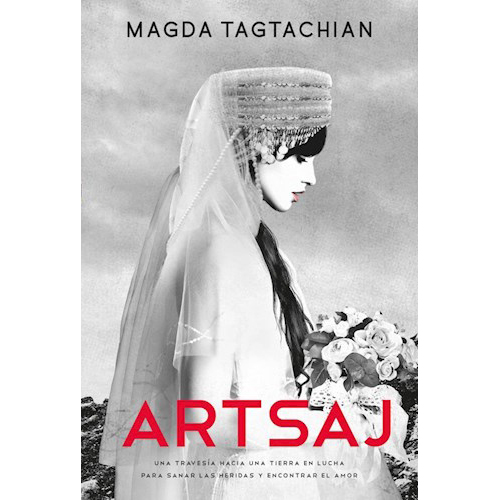 MAGDA TAGTACHIAN
ARTSAJ
UNA TRAVESÍA HACIA UNA TIERRA EN LUCHA
PARA SANAR LAS HERIDAS Y ENCONTRAR EL AMOR